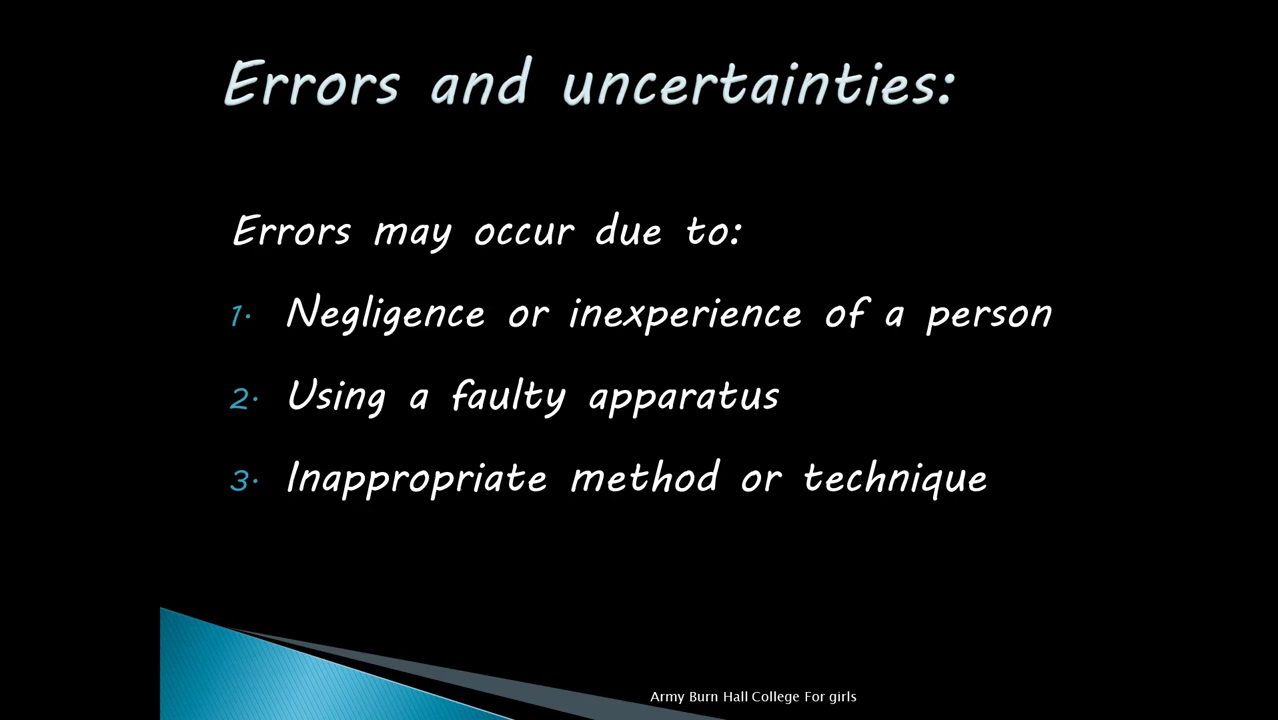 Errors and uncertainties:
Errors may occur due to:
1. Negligence or inexperience of a person
2. Using a faulty apparatus
3. Inappropriate method or technique
Army Burn Hall College For girls